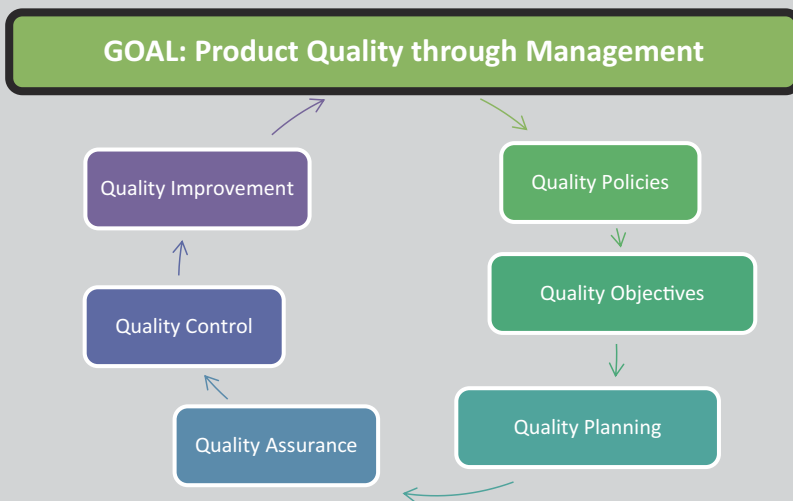 GOAL: Product Quality through Management
Quality Policies
Quality Objectives
Quality Planning
Quality Assurance
Quality Control
Quality Improvement